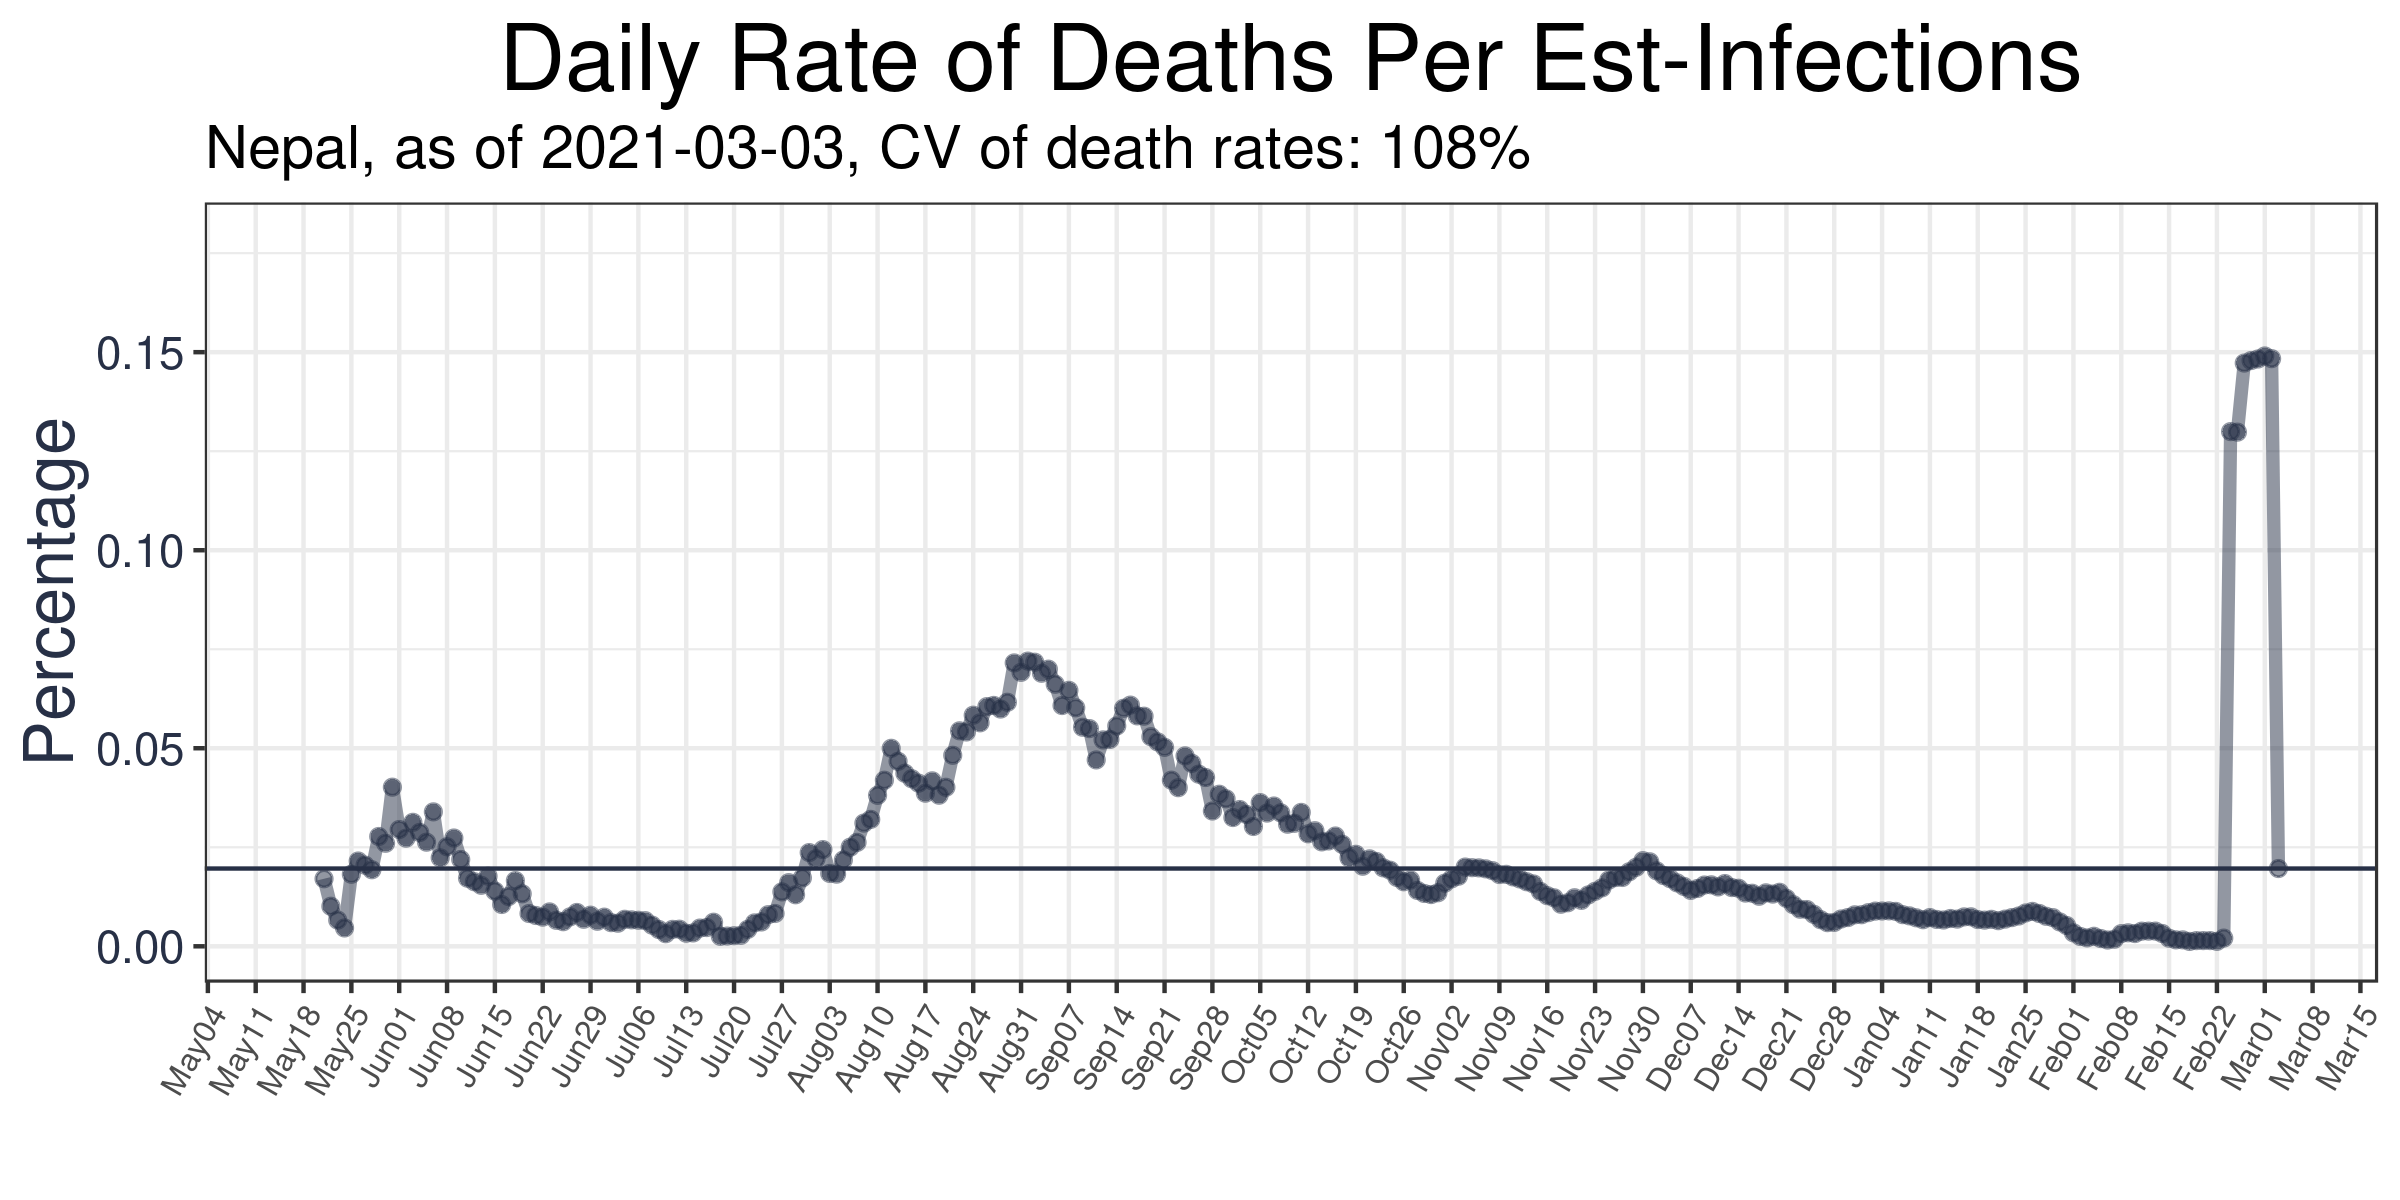 Daily Rate of Deaths Per Est-Infections
Nepal, as of 2021-03-03, CV of death rates: 108%
Percentage
0.15
0.10
0.05
0.00
May04
May11
May18
May25
Jun01
Jun08
Jun15
Jun22
Jun29
Jul06
Jul13
Jul20
Jul27
Aug03
Aug10
Aug17
Aug24
Aug31
Sep07
Sep14
Sep21
Sep28
Oct05
Oct12
Oct19
Oct26
Nov02
Nov09
Nov16
Nov23
Nov30
Dec07
Dec14
Dec21
Dec28
Jan04
Jan11
Jan18
Jan25
Feb01
Feb08
Feb15
Feb22
Mar01
Mar08
Mar15